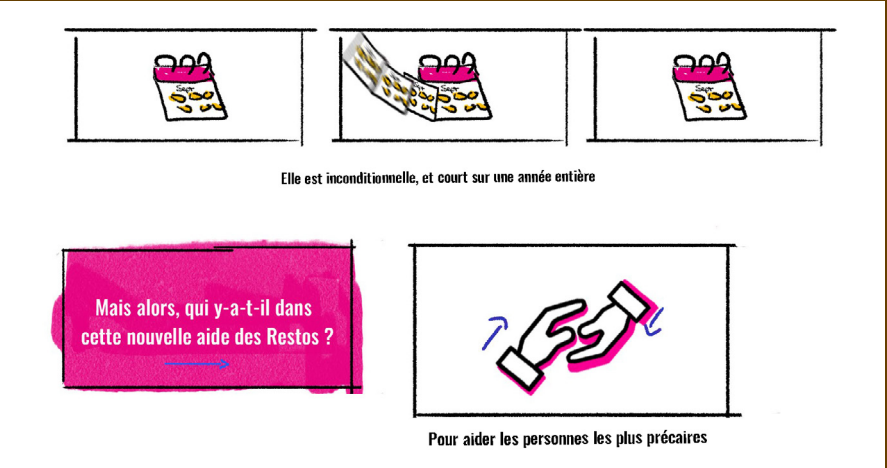 Sept
Sept
Sept
Elle est inconditionnelle, et court sur une année entière
Mais alors, qui y-a-t-il dans
cette nouvelle aide des Restos ?
Pour aider les personnes les plus précaires